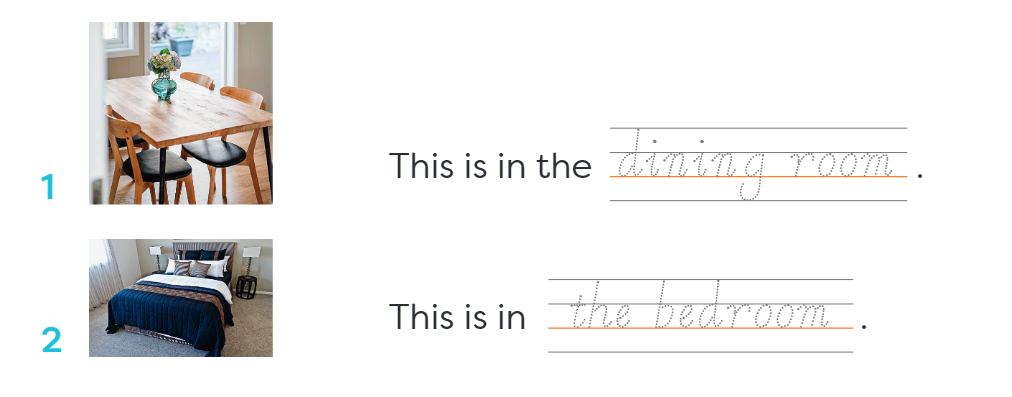 1 This is in the dining room .
2 This is in the bedroom .